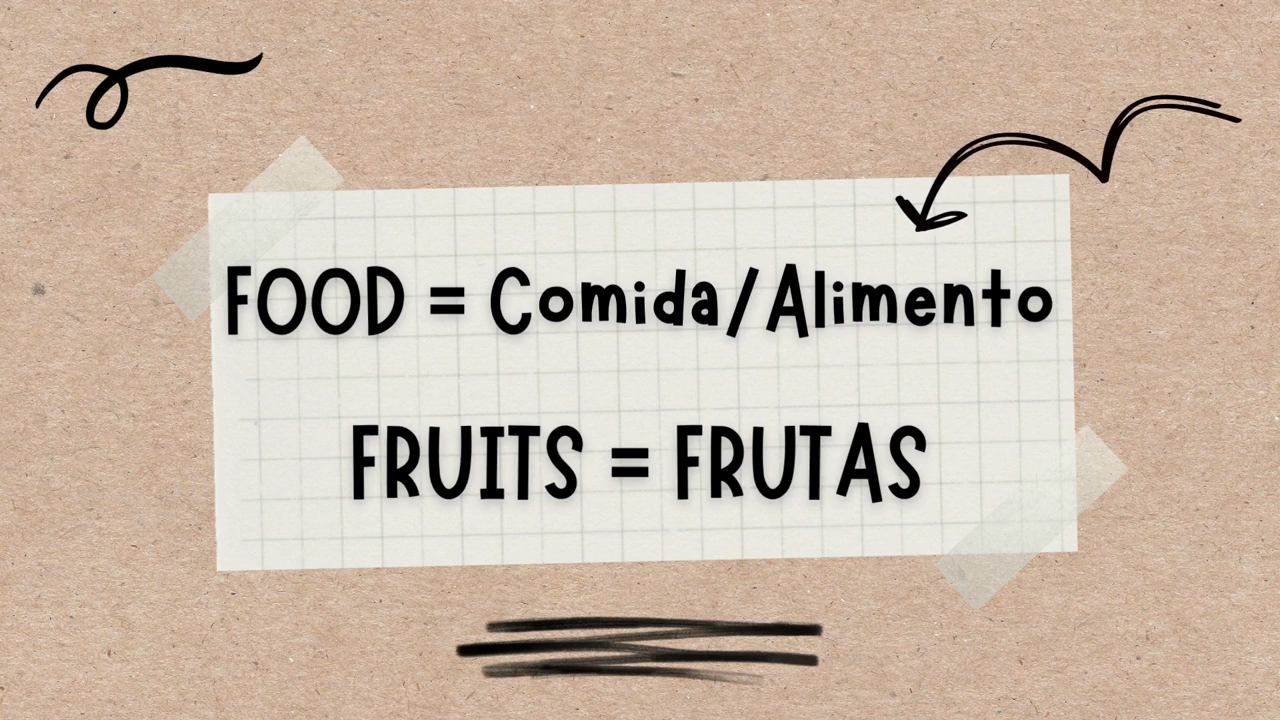 FOOD = Comida/Alimento
FRUITS = FRUTAS